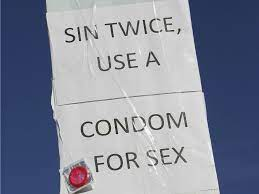 SIN TWICE,
USE A
CONDOM
FOR SEX